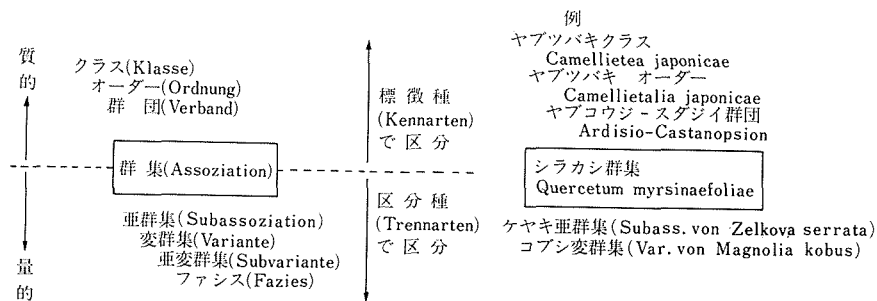 質的
クラス(Klasse)
オーダー(Ordnung)
群 団(Verband)
群 集(Assoziation)
亜群集(Subassoziation)
変群集(Variante)
亜変群集(Subvariante)
ファシス(Fazies)
量的
標徴種
(Kennarten)
で区分
区分種
(Trennarten)
で区分
例
ヤブツバキクラス
Camellietea japonicae
ヤブツバキ オーダー
Camellietalia japonicae
ヤブコウジ-スダジイ群団
Ardisio-Castanopsion
シラカシ群集
Quercetum myrsinaefoliae
ケヤキ亜群集(Subass. von Zelkova serrata)
コブシ変群集(Var. von Magnolia kobus)